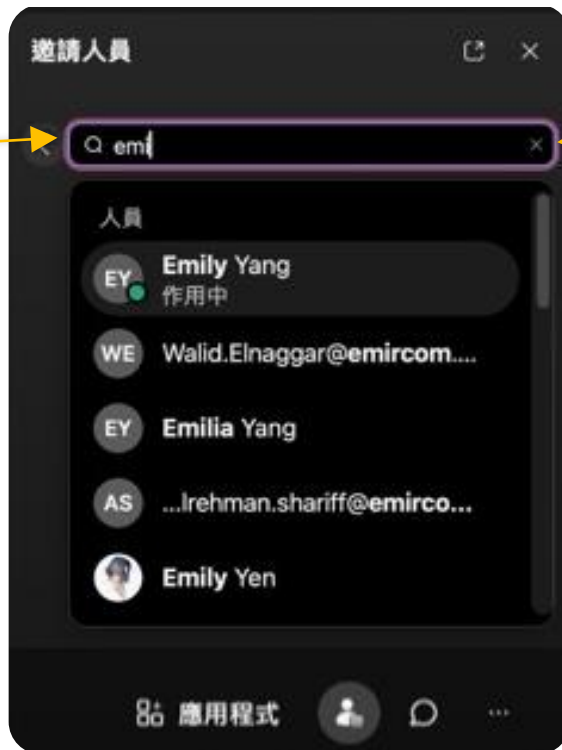 邀請人員
emi
人員
EY
Emily Yang
作用中
WE
Walid.Elnaggar@emircom....
EY
Emilia Yang
AS
...lrehman.shariff@emirco...
Emily Yen
應用程式